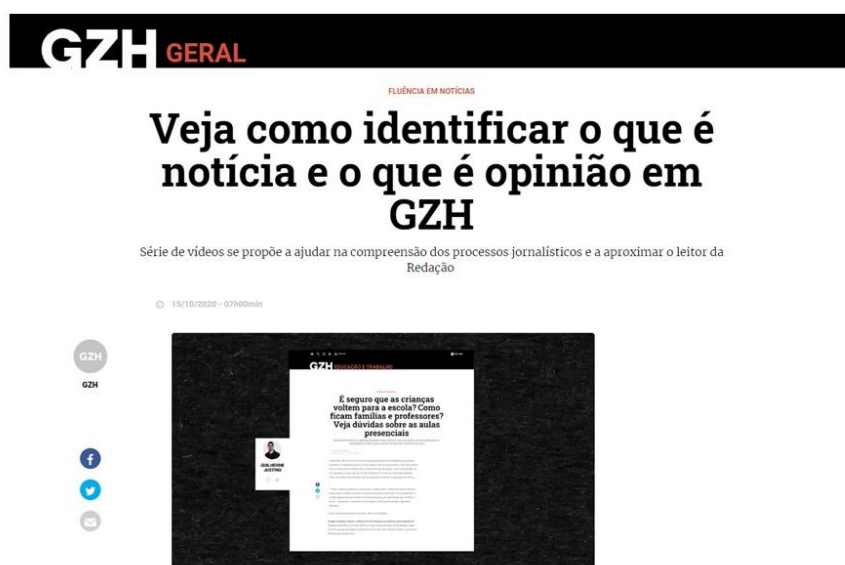 GZH GERAL
FLUÊNCIA EM NOTÍCIAS
Veja como identificar o que é
notícia e o que é opinião em
GZH
Série de vídeos se propõe a ajudar na compreensão dos processos jornalísticos e a aproximar o leitor da
Redação
15/10/2020 - 07h00min
GZH
GZH
GZH EDUCAÇÃO E TRABALHO
É seguro que as crianças
voltem para a escola? Como
ficam famílias e professores?
Veja dúvidas sobre as aulas
presenciais
GUILHERME
JUSTINO